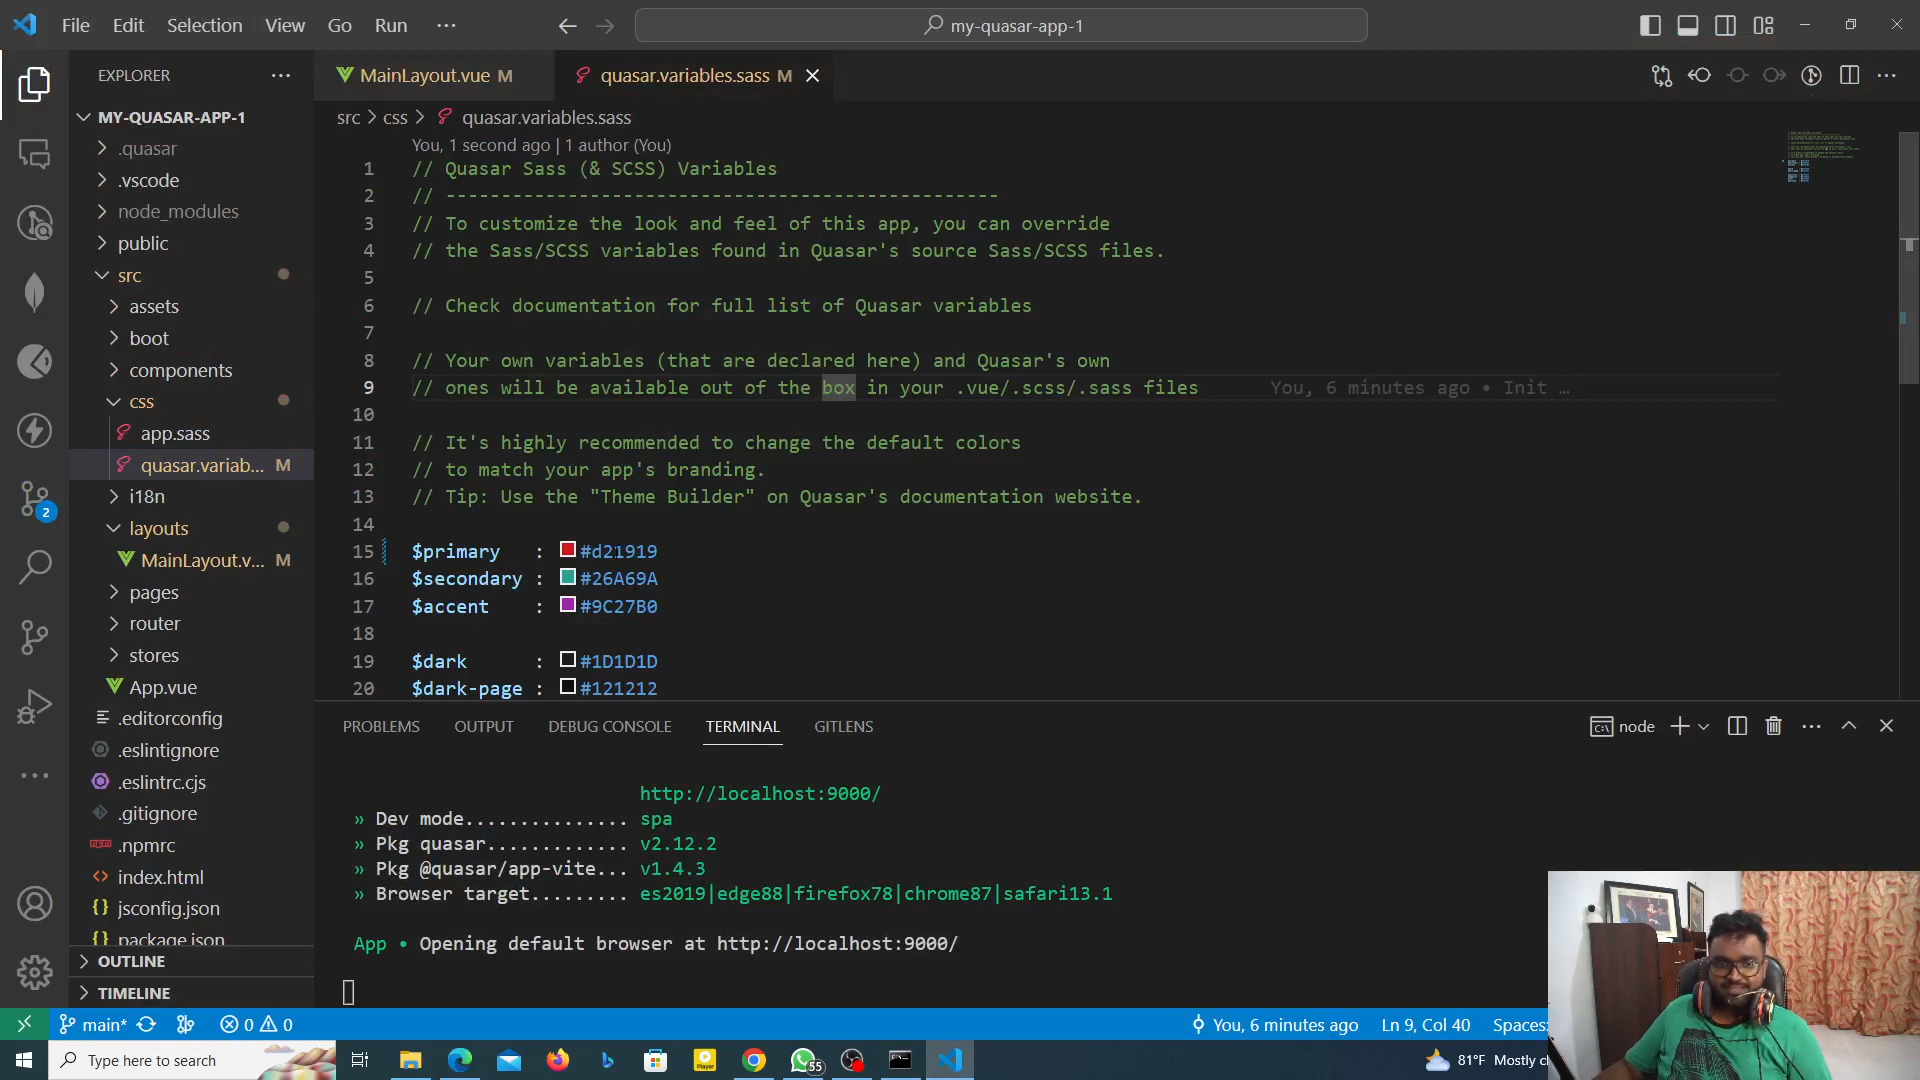 File Edit Selection View Go Run ···
my-quasar-app-1
EXPLORER
MainLayout.vue M
quasar.variables.sass M
MY-QUASAR-APP-1
.quasar
.vscode
node_modules
public
src
assets
boot
components
css
app.sass
quasar.variab... M
i18n
layouts
MainLayout.v... M
pages
router
stores
App.vue
.editorconfig
.eslintignore
.eslintrc.cjs
.gitignore
.npmrc
index.html
jsconfig.json
package.json
OUTLINE
TIMELINE
2
src > css > quasar.variables.sass
You, 1 second ago | 1 author (You)
1 // Quasar Sass (& SCSS) Variables
2 // --------------------------------------------------
3 // To customize the look and feel of this app, you can override
4 // the Sass/SCSS variables found in Quasar's source Sass/SCSS files.
5
6 // Check documentation for full list of Quasar variables
7
8 // Your own variables (that are declared here) and Quasar's own
9 // ones will be available out of the box in your .vue/.scss/.sass files You, 6 minutes ago • Init …
10
11 // It's highly recommended to change the default colors
12 // to match your app's branding.
13 // Tip: Use the "Theme Builder" on Quasar's documentation website.
14
15 $primary : #d21919
16 $secondary : #26A69A
17 $accent : #9C27B0
18
19 $dark : #1D1D1D
20 $dark-page : #121212
PROBLEMS OUTPUT DEBUG CONSOLE TERMINAL GITLENS
node
http://localhost:9000/
» Dev mode............... spa
» Pkg quasar............. v2.12.2
» Pkg @quasar/app-vite... v1.4.3
» Browser target......... es2019|edge88|firefox78|chrome87|safari13.1
App • Opening default browser at http://localhost:9000/
main* 0 0
You, 6 minutes ago Ln 9, Col 40 Spaces:
Type here to search
Player
55
81°F Mostly